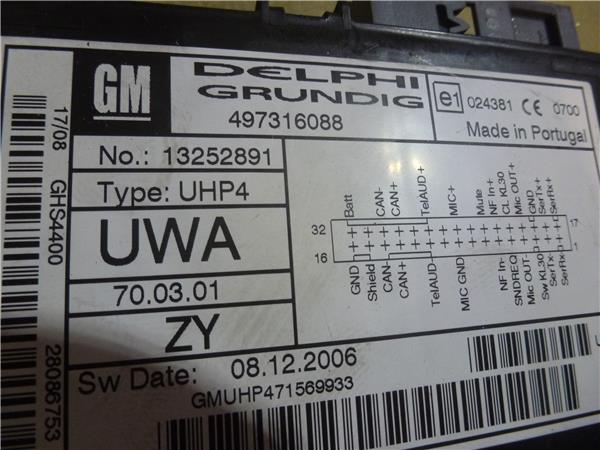 GM
DELPHI
GRUNDIG
497316088
e1
024381 CE 0700
Made in Portugal
No.: 13252891
Type: UHP4
UWA
70.03.01
ZY
Sw Date: 08.12.2006
GMUHP471569933
17/08 GHS4400
28086753
Batt
CAN-
CAN+
TelAUD+
MIC+
Mute
NF In+
CL KL30
Mic OUT+
GND
SerTx+
SerRx+
32
17
16
1
GND
Shield
CAN-
CAN+
TelAUD-
MIC GND
NF In-
SNDREQ
Mic OUT-
Sw KL30
SerTx-
SerRx-